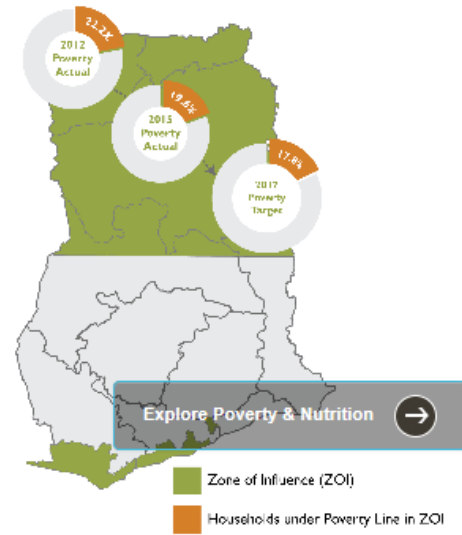 22.2%
2012
Poverty
Actual
19.6%
2015
Poverty
Actual
17.8%
2017
Poverty
Target
Explore Poverty & Nutrition
Zone of Influence (ZOI)
Households under Poverty Line in ZOI